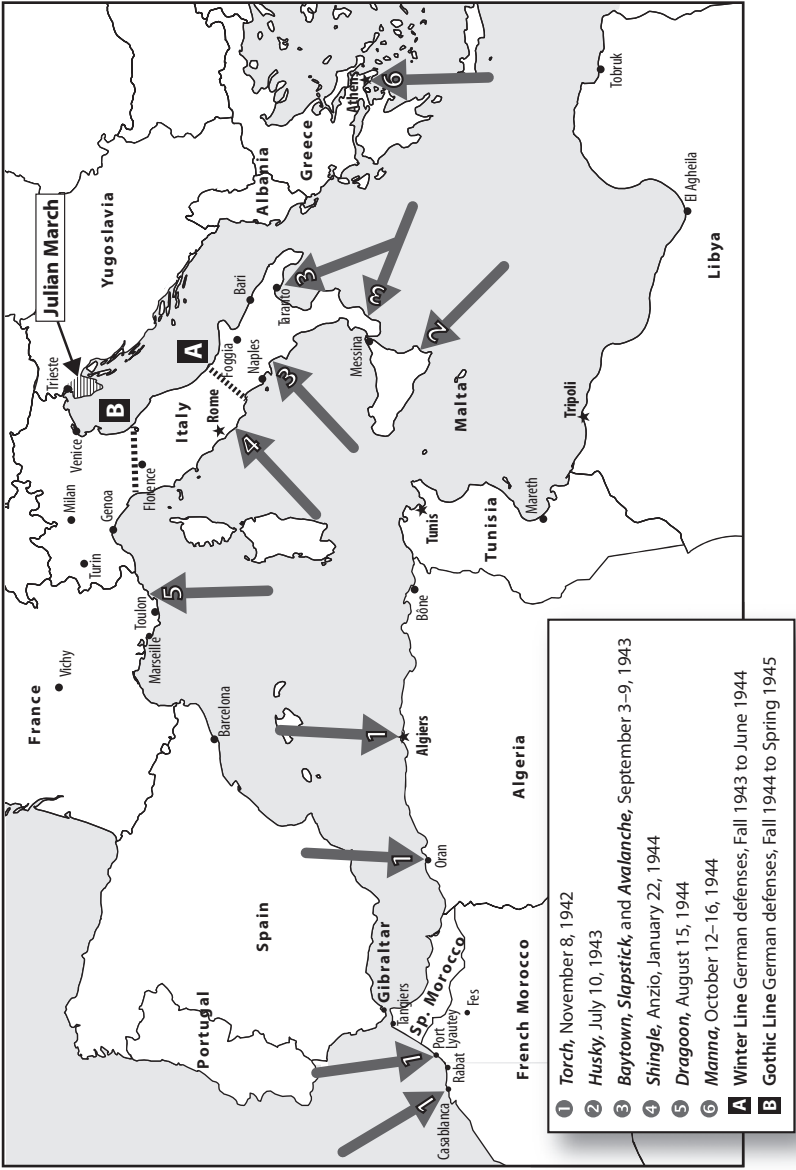 Julian March
Yugoslavia
Albania
Greece
Athens
6
Tobruk
El Agheila
Libya
Trieste
Venice
Milan
Turin
Genoa
Florence
B
A
Italy
Rome
Foggia
Naples
Bari
Taranto
Messina
3
3
3
2
4
5
Malta
Tripoli
Mareth
Tunis
Tunisia
Bône
France
Vichy
Toulon
Marseille
Barcelona
1
Algiers
Algeria
1
Oran
Spain
Portugal
Gibraltar
Tangiers
Sp. Morocco
Port
Lyautey
Fes
Rabat
Casablanca
1
1
French Morocco
1 Torch, November 8, 1942
2 Husky, July 10, 1943
3 Baytown, Slapstick, and Avalanche, September 3–9, 1943
4 Shingle, Anzio, January 22, 1944
5 Dragoon, August 15, 1944
6 Manna, October 12–16, 1944
A Winter Line German defenses, Fall 1943 to June 1944
B Gothic Line German defenses, Fall 1944 to Spring 1945